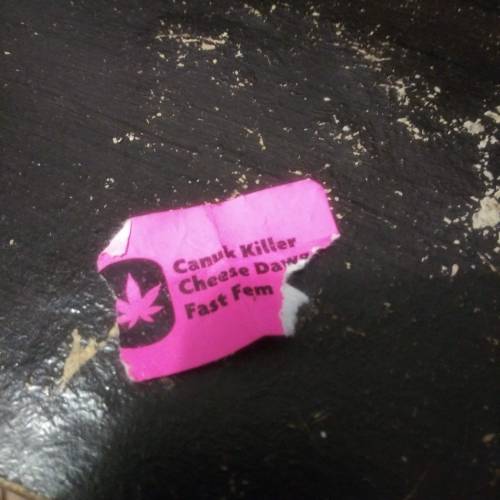 Canuk Killer
Cheese Dawg
Fast Fem